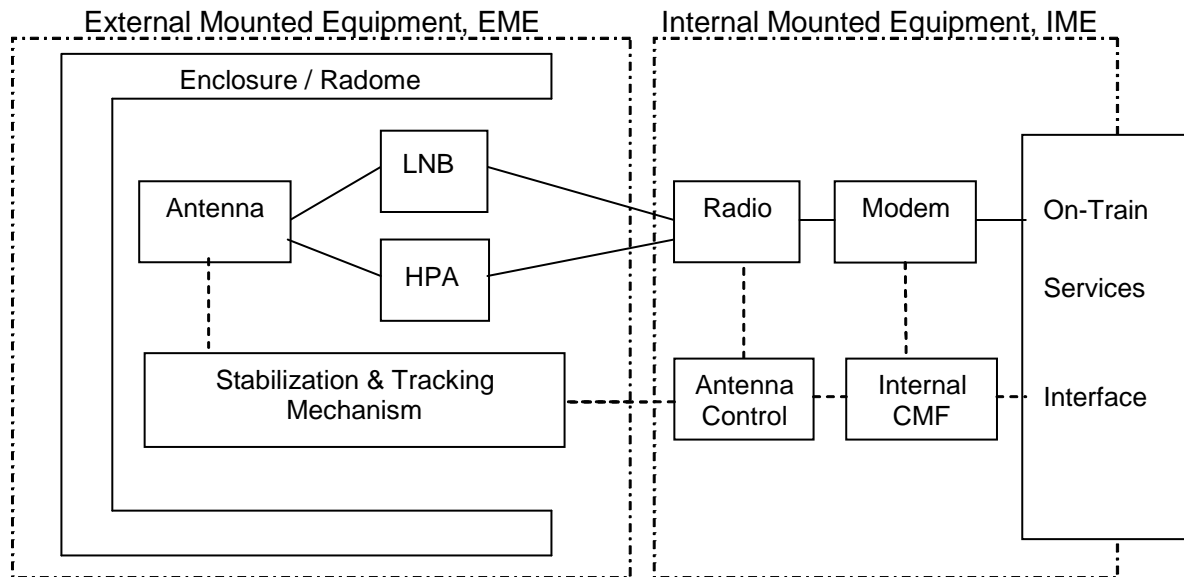 External Mounted Equipment, EME
Internal Mounted Equipment, IME
Enclosure / Radome
LNB
Antenna
HPA
Radio
Modem
On-Train
Services
Interface
Stabilization & Tracking
Mechanism
Antenna
Control
Internal
CMF